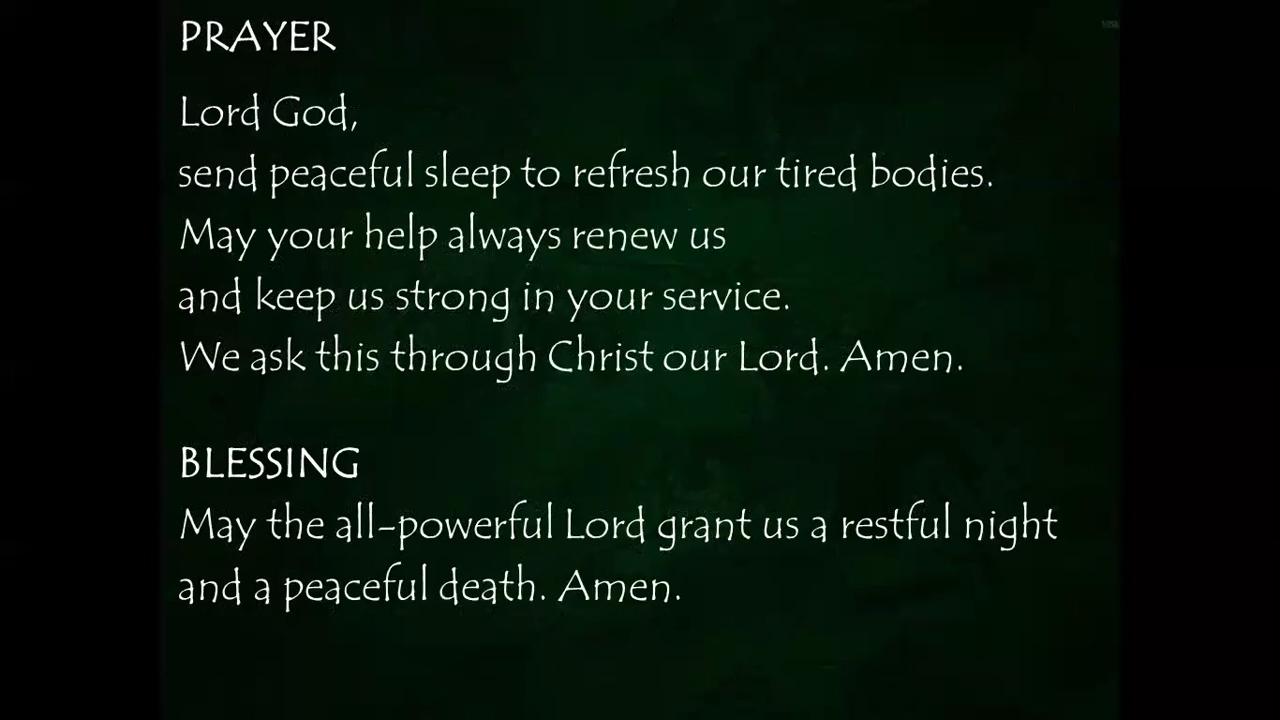 PRAYER
Lord God,
send peaceful sleep to refresh our tired bodies.
May your help always renew us
and keep us strong in your service.
We ask this through Christ our Lord. Amen.
BLESSING
May the all-powerful Lord grant us a restful night
and a peaceful death. Amen.